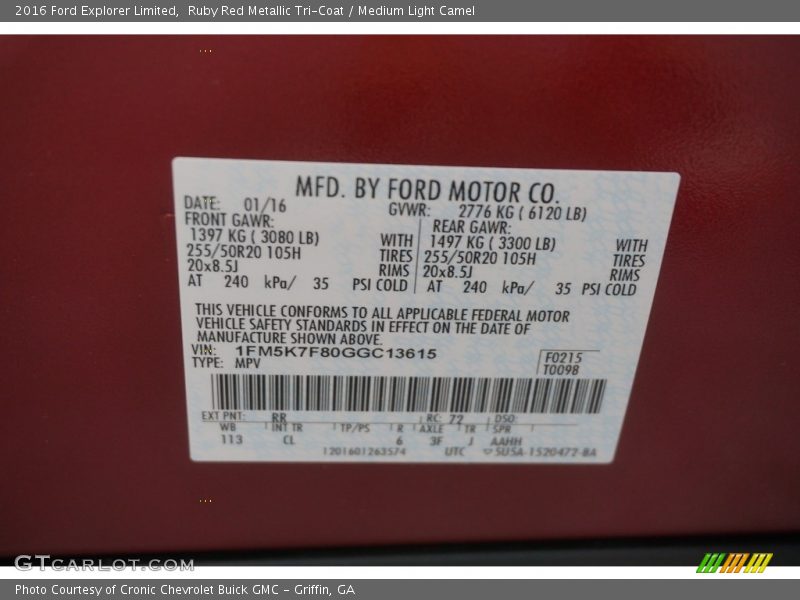 2016 Ford Explorer Limited, Ruby Red Metallic Tri-Coat / Medium Light Camel
MFD. BY FORD MOTOR CO.
DATE: 01/16 GVWR: 2776 KG ( 6120 LB)
FRONT GAWR: REAR GAWR:
1397 KG ( 3080 LB) WITH 1497 KG ( 3300 LB) WITH
255/50R20 105H TIRES 255/50R20 105H TIRES
20x8.5J RIMS 20x8.5J RIMS
AT 240 kPa/ 35 PSI COLD AT 240 kPa/ 35 PSI COLD
THIS VEHICLE CONFORMS TO ALL APPLICABLE FEDERAL MOTOR
VEHICLE SAFETY STANDARDS IN EFFECT ON THE DATE OF
MANUFACTURE SHOWN ABOVE.
VIN: 1FM5K7F80GGC13615 F0215
TYPE: MPV T0098
EXT PNT: RR RC: 72 DSO:
WB INT TR TP/PS R AXLE TR SPR
113 CL 6 3F J AAHH
1201601263574 UTC 5U5A-1520472-BA
GTCARLOT.COM
Photo Courtesy of Cronic Chevrolet Buick GMC - Griffin, GA